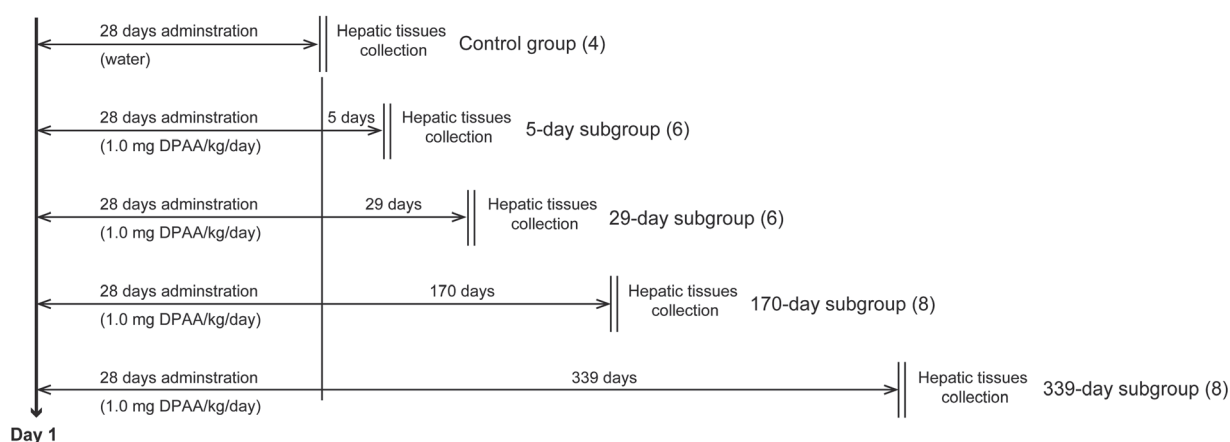 28 days adminstration
(water)
Hepatic tissues
collection
Control group (4)
28 days adminstration
(1.0 mg DPAA/kg/day)
5 days
Hepatic tissues
collection
5-day subgroup (6)
28 days adminstration
(1.0 mg DPAA/kg/day)
29 days
Hepatic tissues
collection
29-day subgroup (6)
28 days adminstration
(1.0 mg DPAA/kg/day)
170 days
Hepatic tissues
collection
170-day subgroup (8)
28 days adminstration
(1.0 mg DPAA/kg/day)
339 days
Hepatic tissues
collection
339-day subgroup (8)
Day 1